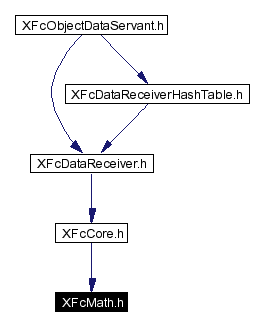 XFcObjectDataServant.h
XFcDataReceiverHashTable.h
XFcDataReceiver.h
XFcCore.h
XFcMath.h